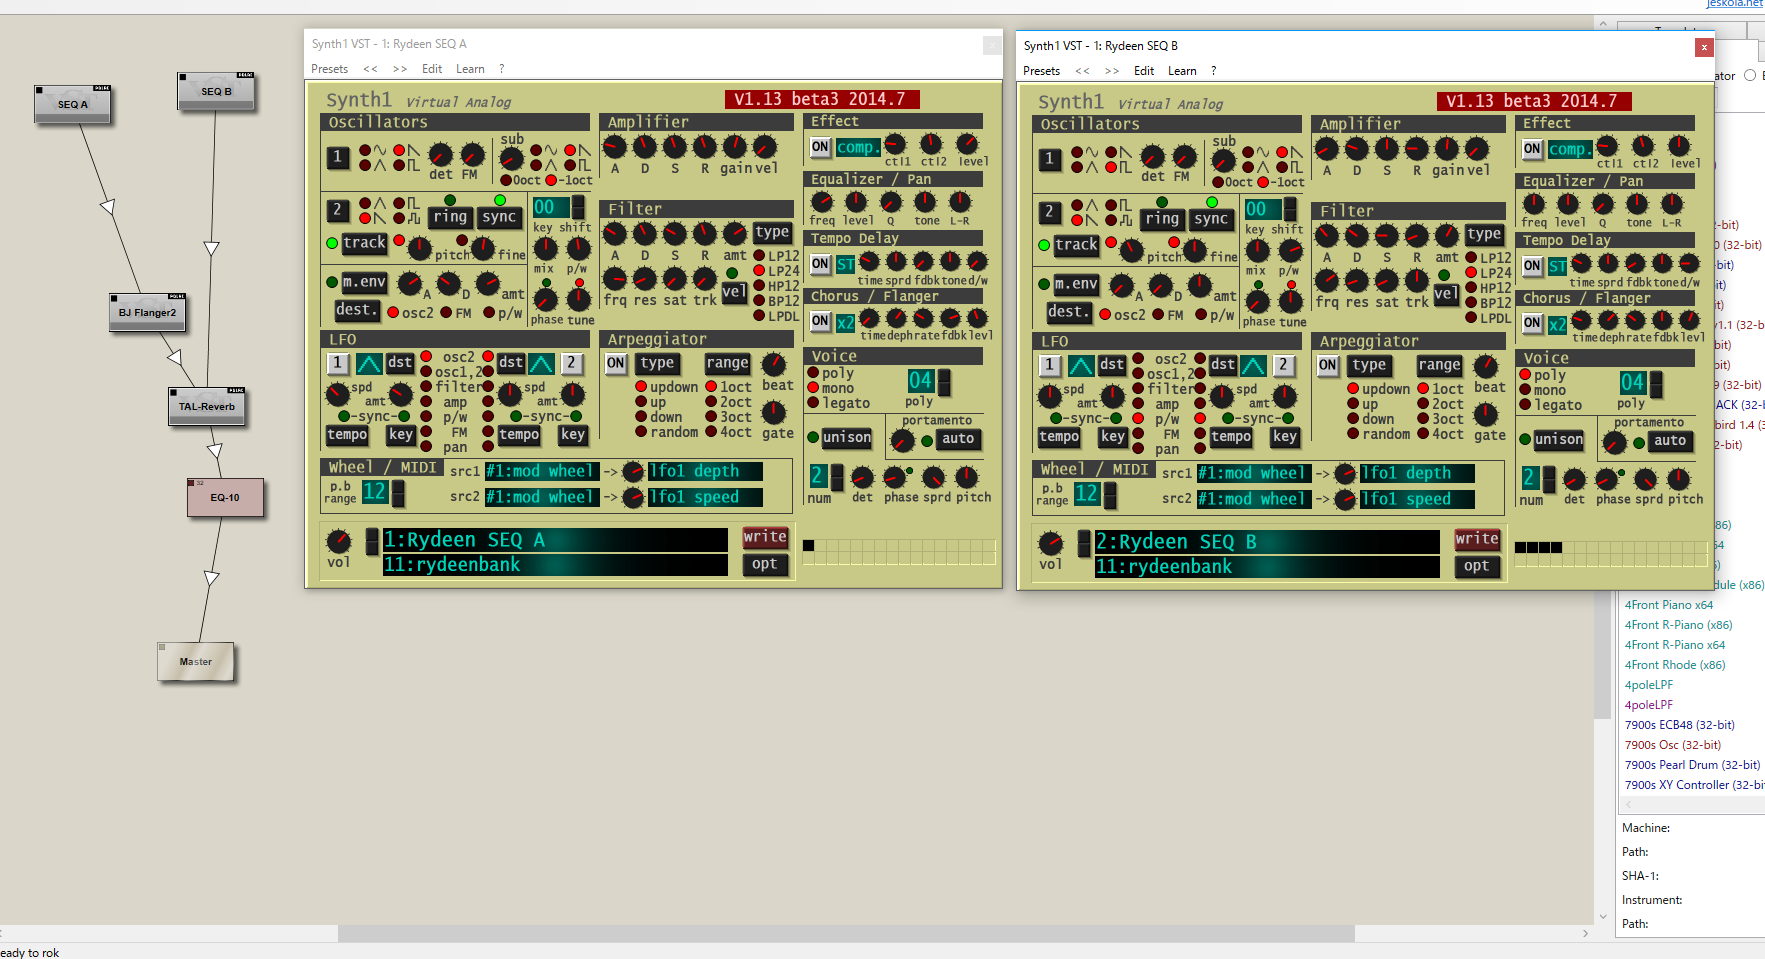 jeskola.net
SEQ A
SEQ B
BJ Flanger2
TAL-Reverb
32
EQ-10
Master
Synth1 VST - 1: Rydeen SEQ A
x
Presets << >> Edit Learn ?
Synth1 Virtual Analog
V1.13 beta3 2014.7
Oscillators
1
det FM
sub
0oct -1oct
2
ring sync
track
pitch fine
00
key shift
mix p/w
m.env
A D amt
dest.
osc2 FM p/w
phase tune
Amplifier
A D S R gain vel
Filter
A D S R amt
type
LP12
LP24
HP12
BP12
LPDL
frq res sat trk
vel
Effect
ON comp.
ctl1 ctl2 level
Equalizer / Pan
freq level Q tone L-R
Tempo Delay
ON ST
time sprd fdbk toned/w
Chorus / Flanger
ON x2
timedephrate fdbklevl
LFO
1 dst
osc2
osc1,2
filter
amp
p/w
FM
pan
dst 2
spd amt
spd amt
-sync-
-sync-
tempo key
tempo key
Arpeggiator
ON type range
updown
up
down
random
1oct
2oct
3oct
4oct
beat
gate
Voice
poly
mono
legato
04
poly
portamento
unison
auto
2
num det phase sprd pitch
Wheel / MIDI
p.b
range 12
src1 #1:mod wheel -> lfo1 depth
src2 #1:mod wheel -> lfo1 speed
vol
1:Rydeen SEQ A
11:rydeenbank
write
opt
Synth1 VST - 1: Rydeen SEQ B
x
Presets << >> Edit Learn ?
Synth1 Virtual Analog
V1.13 beta3 2014.7
Oscillators
1
det FM
sub
0oct -1oct
2
ring sync
track
pitch fine
00
key shift
mix p/w
m.env
A D amt
dest.
osc2 FM p/w
phase tune
Amplifier
A D S R gain vel
Filter
A D S R amt
type
LP12
LP24
HP12
BP12
LPDL
frq res sat trk
vel
Effect
ON comp.
ctl1 ctl2 level
Equalizer / Pan
freq level Q tone L-R
Tempo Delay
ON ST
time sprd fdbk toned/w
Chorus / Flanger
ON x2
timedephrate fdbklevl
LFO
1 dst
osc2
osc1,2
filter
amp
p/w
FM
pan
dst 2
spd amt
spd amt
-sync-
-sync-
tempo key
tempo key
Arpeggiator
ON type range
updown
up
down
random
1oct
2oct
3oct
4oct
beat
gate
Voice
poly
mono
legato
04
poly
portamento
unison
auto
2
num det phase sprd pitch
Wheel / MIDI
p.b
range 12
src1 #1:mod wheel -> lfo1 depth
src2 #1:mod wheel -> lfo1 speed
vol
2:Rydeen SEQ B
11:rydeenbank
write
opt
ator
2-bit)
0 (32-bit)
bit)
it)
t)
v1.1 (32-b
bit)
it)
9 (32-bit)
ACK (32-
bird 1.4 (3
2-bit)
86)
64
6)
dule (x86)
4Front Piano x64
4Front R-Piano (x86)
4Front R-Piano x64
4Front Rhode (x86)
4poleLPF
4poleLPF
7900s ECB48 (32-bit)
7900s Osc (32-bit)
7900s Pearl Drum (32-bit)
7900s XY Controller (32-bi
Machine:
Path:
SHA-1:
Instrument:
Path:
eady to rok